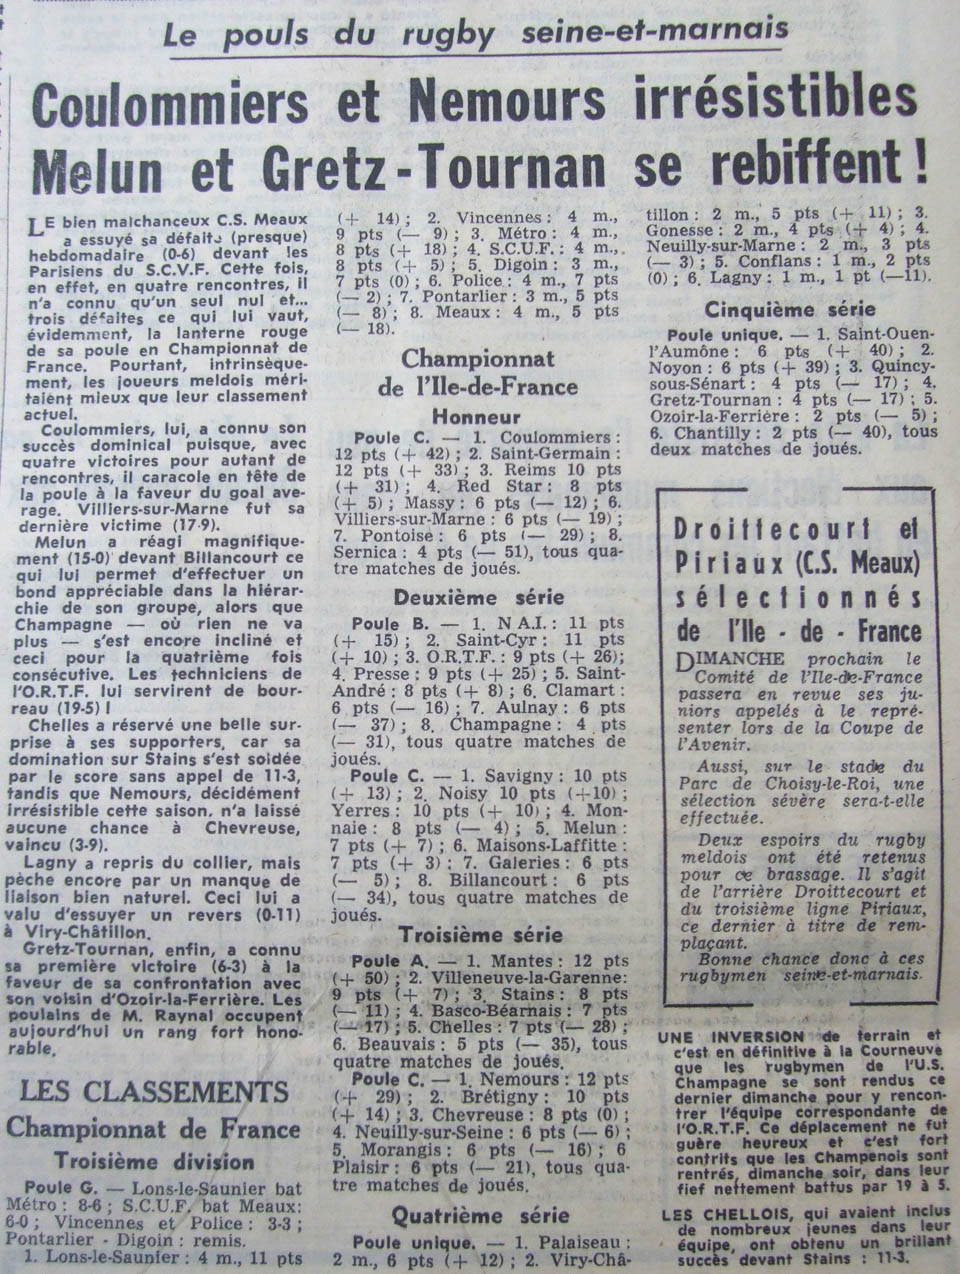 Le pouls du rugby seine-et-marnais
Coulommiers et Nemours irrésistibles
Melun et Gretz-Tournan se rebiffent !
LE bien malchanceux C.S. Meaux
a essuyé sa défaite (presque)
hebdomadaire (0-6) devant les
Parisiens du S.C.V.F. Cette fois,
en effet, en quatre rencontres, il
n'a connu qu'un seul nul et...
trois défaites ce qui lui vaut,
évidemment, la lanterne rouge
de sa poule en Championnat de
France. Pourtant, intrinsèque-
ment, les joueurs meldois méri-
taient mieux que leur classement
actuel.
Coulommiers, lui, a connu son
succès dominical puisque, avec
quatre victoires pour autant de
rencontres, il caracole en tête de
la poule à la faveur du goal ave-
rage. Villiers-sur-Marne fut sa
dernière victime (17-9).
Melun a réagi magnifique-
ment (15-0) devant Billancourt ce
qui lui permet d'effectuer un
bond appréciable dans la hiérar-
chie de son groupe, alors que
Champagne — où rien ne va
plus — s'est encore incliné et
ceci pour la quatrième fois
consécutive. Les techniciens de
l'O.R.T.F. lui servirent de bour-
reau (19-5) !
Chelles a réservé une belle sur-
prise à ses supporters, car sa
domination sur Stains s'est soidée
par le score sans appel de 11-3,
tandis que Nemours, décidément
irrésistible cette saison, n'a laissé
aucune chance à Chevreuse,
vaincu (3-9).
Lagny a repris du collier, mais
pèche encore par un manque de
liaison bien naturel. Ceci lui a
valu d'essuyer un revers (0-11)
à Viry-Châtillon.
Gretz-Tournan, enfin, a connu
sa première victoire (6-3) à la
faveur de sa confrontation avec
son voisin d'Ozoir-la-Ferrière. Les
poulains de M. Raynal occupent
aujourd'hui un rang fort hono-
rable.
LES CLASSEMENTS
Championnat de France
Troisième division
Poule G. — Lons-le-Saunier bat
Métro : 8-6 ; S.C.U.F. bat Meaux:
6-0 ; Vincennes et Police : 3-3 ;
Pontarlier - Digoin : remis.
1. Lons-le-Saunier : 4 m., 11 pts
(+ 14) ; 2. Vincennes : 4 m.,
9 pts (— 9) ; 3. Métro : 4 m.,
8 pts (+ 18) ; 4. S.C.U.F. : 4 m.,
8 pts (+ 5) ; 5. Digoin : 3 m.,
7 pts (0) ; 6. Police : 4 m., 7 pts
(— 2) ; 7. Pontarlier : 3 m., 5 pts
(— 8) ; 8. Meaux : 4 m., 5 pts
(— 18).
Championnat
de l'Ile-de-France
Honneur
Poule C. — 1. Coulommiers :
12 pts (+ 42) ; 2. Saint-Germain :
12 pts (+ 33) ; 3. Reims 10 pts
(+ 31) ; 4. Red Star : 8 pts
(+ 5) ; Massy : 6 pts (— 12) ; 6.
Villiers-sur-Marne : 6 pts (— 19) ;
7. Pontoise : 6 pts (— 29) ; 8.
Sernica : 4 pts (— 51), tous qua-
tre matches de joués.
Deuxième série
Poule B. — 1. N A.I. : 11 pts
(+ 15) ; 2. Saint-Cyr : 11 pts
(+ 10) ; 3. O.R.T.F. : 9 pts (+ 26);
4. Presse : 9 pts (+ 25) ; 5. Saint-
André : 8 pts (+ 8) ; 6. Clamart :
6 pts (— 16) ; 7. Aulnay : 6 pts
(— 37) ; 8. Champagne : 4 pts
(— 31), tous quatre matches de
joués.
Poule C. — 1. Savigny : 10 pts
(+ 13) ; 2. Noisy 10 pts (+10) ;
Yerres : 10 pts (+ 10) ; 4. Mon-
naie : 8 pts (— 4) ; 5. Melun :
7 pts (+ 7) ; 6. Maisons-Laffitte :
7 pts (+ 3) ; 7. Galeries : 6 pts
(— 5) ; 8. Billancourt : 6 pts
(— 34), tous quatre matches de
joués.
Troisième série
Poule A. — 1. Mantes : 12 pts
(+ 50) ; 2. Villeneuve-la-Garenne:
9 pts (+ 7) ; 3. Stains : 8 pts
(— 11) ; 4. Basco-Béarnais : 7 pts
(— 17) ; 5. Chelles : 7 pts (— 28) ;
6. Beauvais : 5 pts (— 35), tous
quatre matches de joués.
Poule C. — 1. Nemours : 12 pts
(+ 29) ; 2. Brétigny : 10 pts
(+ 14) ; 3. Chevreuse : 8 pts (0) ;
4. Neuilly-sur-Seine : 6 pts (— 6) ;
5. Morangis : 6 pts (— 16) ; 6
Plaisir : 6 pts (— 21), tous qua-
tre matches de joués.
Quatrième série
Poule unique. — 1. Palaiseau :
2 m., 6 pts (+ 12) ; 2. Viry-Châ-
tillon : 2 m., 5 pts (+ 11) ; 3.
Gonesse : 2 m., 4 pts (+ 4) ; 4.
Neuilly-sur-Marne : 2 m., 3 pts
(— 3) ; 5. Conflans : 1 m., 2 pts
(0) ; 6. Lagny : 1 m., 1 pt (—11).
Cinquième série
Poule unique. — 1. Saint-Ouen-
l'Aumône : 6 pts (+ 40) ; 2.
Noyon : 6 pts (+ 39) ; 3. Quincy-
sous-Sénart : 4 pts (— 17) ; 4.
Gretz-Tournan : 4 pts (— 17) ; 5.
Ozoir-la-Ferrière : 2 pts (— 5) ;
6. Chantilly : 2 pts (— 40), tous
deux matches de joués.
Droittecourt et
Piriaux (C.S. Meaux)
sélectionnés
de l'Ile - de - France
DIMANCHE prochain le
Comité de l'Ile-de-France
passera en revue ses ju-
niors appelés à le repré-
senter lors de la Coupe de
l'Avenir.
Aussi, sur le stade du
Parc de Choisy-le-Roi, une
sélection sévère sera-t-elle
effectuée.
Deux espoirs du rugby
meldois ont été retenus
pour ce brassage. Il s'agit
de l'arrière Droittecourt et
du troisième ligne Piriaux,
ce dernier à titre de rem-
plaçant.
Bonne chance donc à ces
rugbymen seine-et-marnais.
UNE INVERSION de terrain et
c'est en définitive à la Courneuve
que les rugbymen de l'U.S.
Champagne se sont rendus ce
dernier dimanche pour y rencon-
trer l'équipe correspondante de
l'O.R.T.F. Ce déplacement ne fut
guère heureux et c'est fort
contrits que les Champenois sont
rentrés, dimanche soir, dans leur
fief nettement battus par 19 à 5.
LES CHELLOIS, qui avaient inclus
de nombreux jeunes dans leur
équipe, ont obtenu un brillant
succès devant Stains : 11-3.